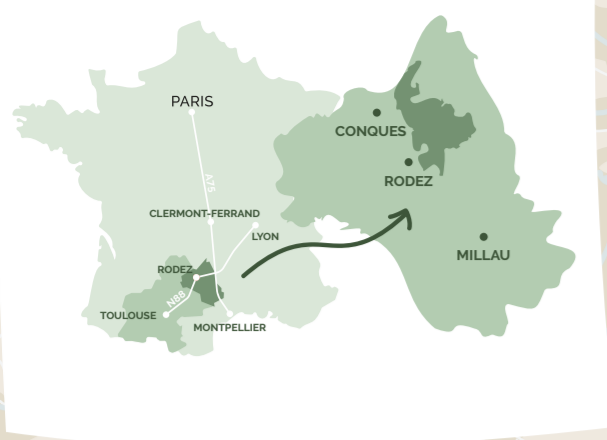 PARIS
A75
CLERMONT-FERRAND
LYON
RODEZ
N88
TOULOUSE
MONTPELLIER
CONQUES
RODEZ
MILLAU